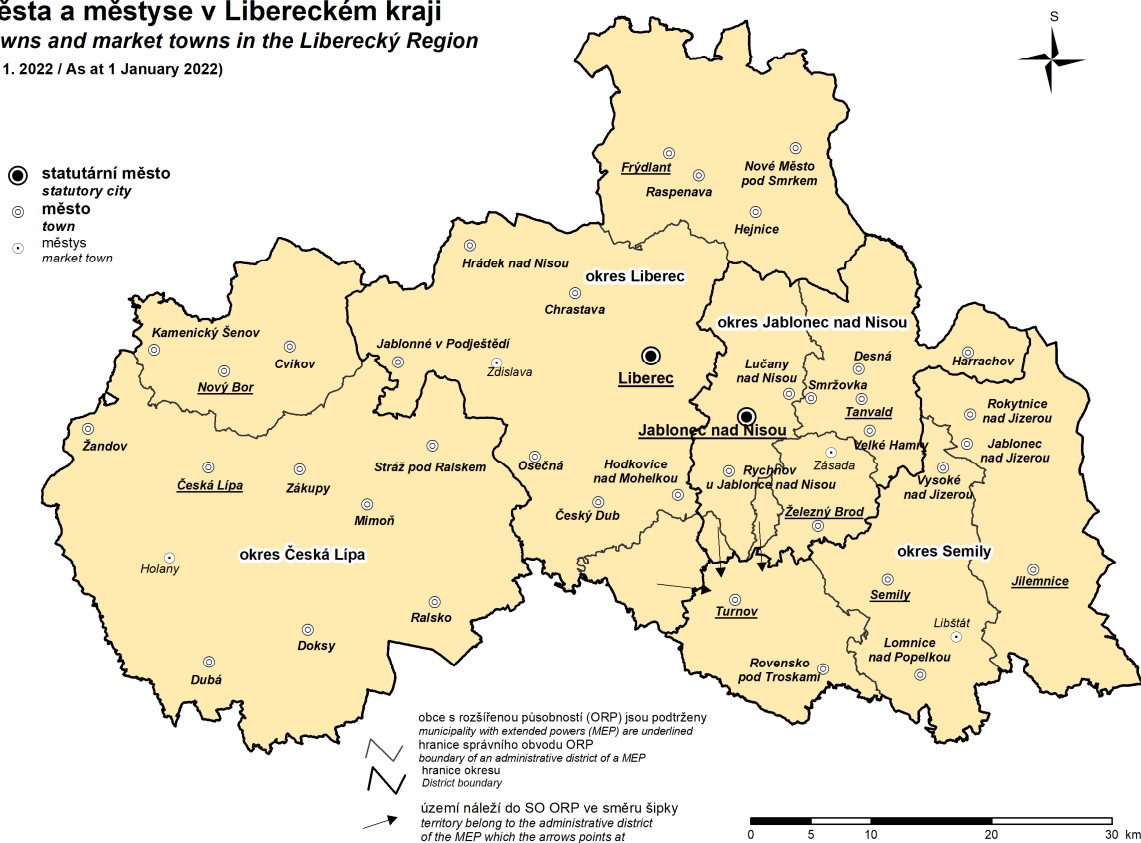 ěsta a městyse v Libereckém kraji
wns and market towns in the Liberecký Region
1. 2022 / As at 1 January 2022)
S
statutární město
statutory city
město
town
městys
market town
Frýdlant
Raspenava
Nové Město
pod Smrkem
Hejnice
Hrádek nad Nisou
okres Liberec
Chrastava
okres Jablonec nad Nisou
Kamenický Šenov
Cvikov
Nový Bor
Jablonné v Podještědí
Zdislava
Liberec
Lučany
nad Nisou
Desná
Smržovka
Tanvald
Harrachov
Rokytnice
nad Jizerou
Jablonec nad Nisou
Velké Hamry
Jablonec
nad Jizerou
Žandov
Česká Lípa
Zákupy
Stráž pod Ralskem
Osečná
Hodkovice
nad Mohelkou
Rychnov
u Jablonce nad Nisou
Zásada
Vysoké
nad Jizerou
Mimoň
Český Dub
Železný Brod
okres Česká Lípa
okres Semily
Holany
Jilemnice
Semily
Turnov
Ralsko
Doksy
Dubá
Libštát
Lomnice
nad Popelkou
Rovensko
pod Troskami
obce s rozšířenou působností (ORP) jsou podtrženy
municipality with extended powers (MEP) are underlined
hranice správního obvodu ORP
boundary of an administrative district of a MEP
hranice okresu
District boundary
území náleží do SO ORP ve směru šipky
territory belong to the administrative district
of the MEP which the arrows points at
0 5 10 20 30 km